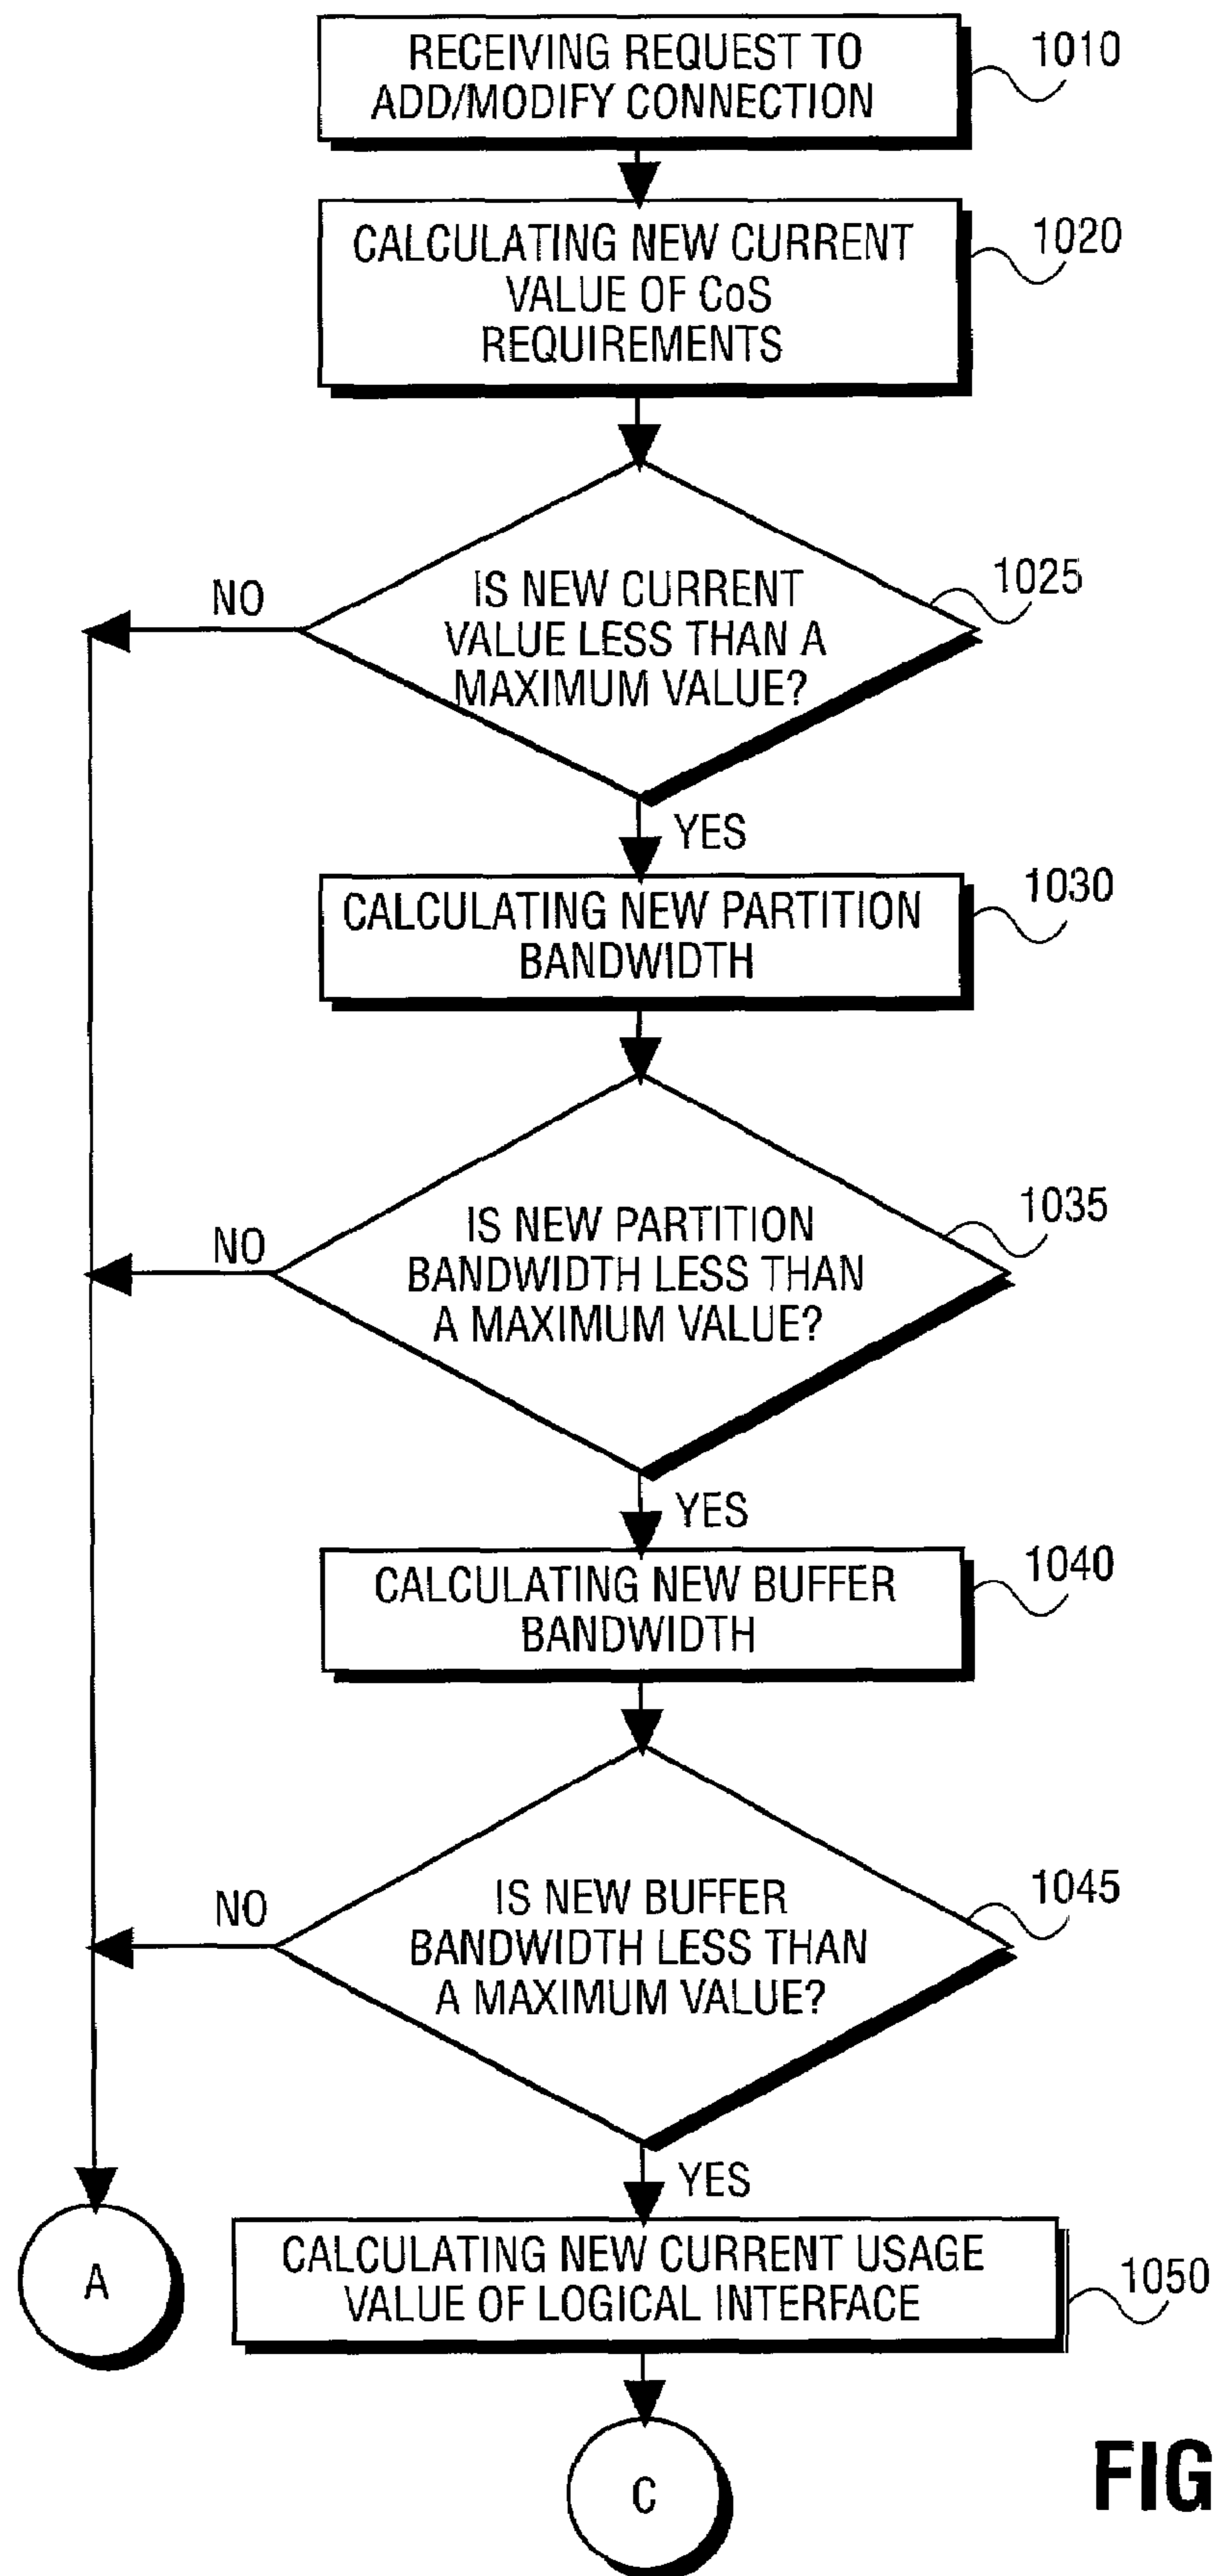 RECEIVING REQUEST TO
ADD/MODIFY CONNECTION
1010
CALCULATING NEW CURRENT
VALUE OF CoS
REQUIREMENTS
1020
IS NEW CURRENT
VALUE LESS THAN A
MAXIMUM VALUE?
1025
NO
YES
CALCULATING NEW PARTITION
BANDWIDTH
1030
IS NEW PARTITION
BANDWIDTH LESS THAN
A MAXIMUM VALUE?
1035
NO
YES
CALCULATING NEW BUFFER
BANDWIDTH
1040
IS NEW BUFFER
BANDWIDTH LESS THAN
A MAXIMUM VALUE?
1045
NO
YES
A
CALCULATING NEW CURRENT USAGE
VALUE OF LOGICAL INTERFACE
1050
C
FIG